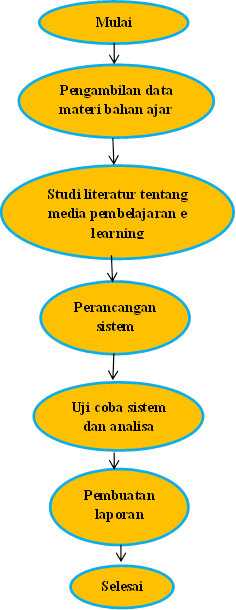 Mulai
Pengambilan data
materi bahan ajar
Studi literatur tentang
media pembelajaran e
learning
Perancangan
sistem
Uji coba sistem
dan analisa
Pembuatan
laporan
Selesai